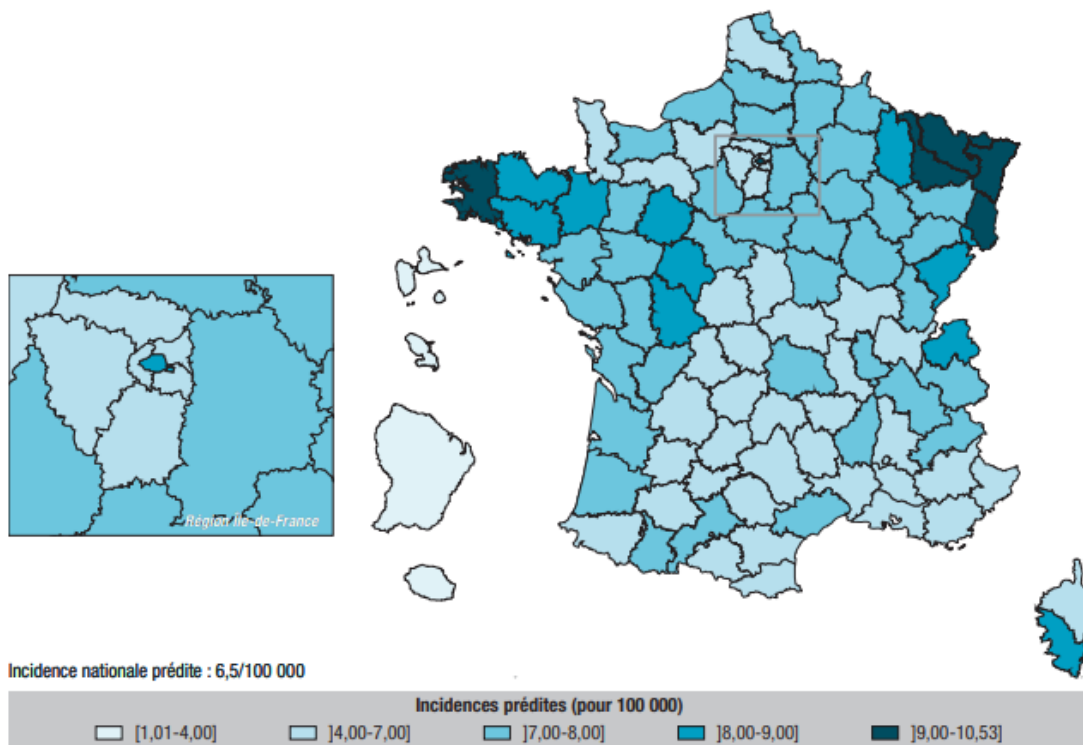 Région Île-de-France
Incidence nationale prédite : 6,5/100 000
Incidences prédites (pour 100 000)
[1,01-4,00] ]4,00-7,00] ]7,00-8,00] ]8,00-9,00] ]9,00-10,53]